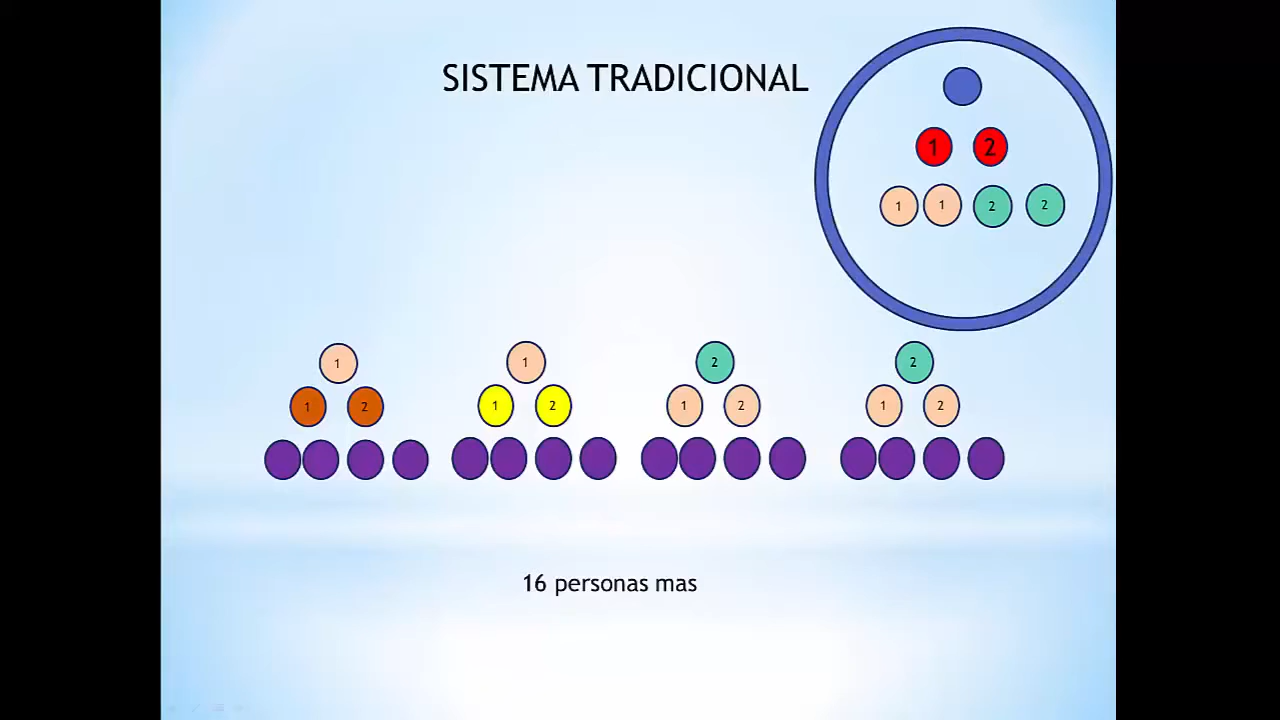 SISTEMA TRADICIONAL
1 2
1 1 2 2
1 1 2 2
1 2 1 2 1 2 1 2
16 personas mas